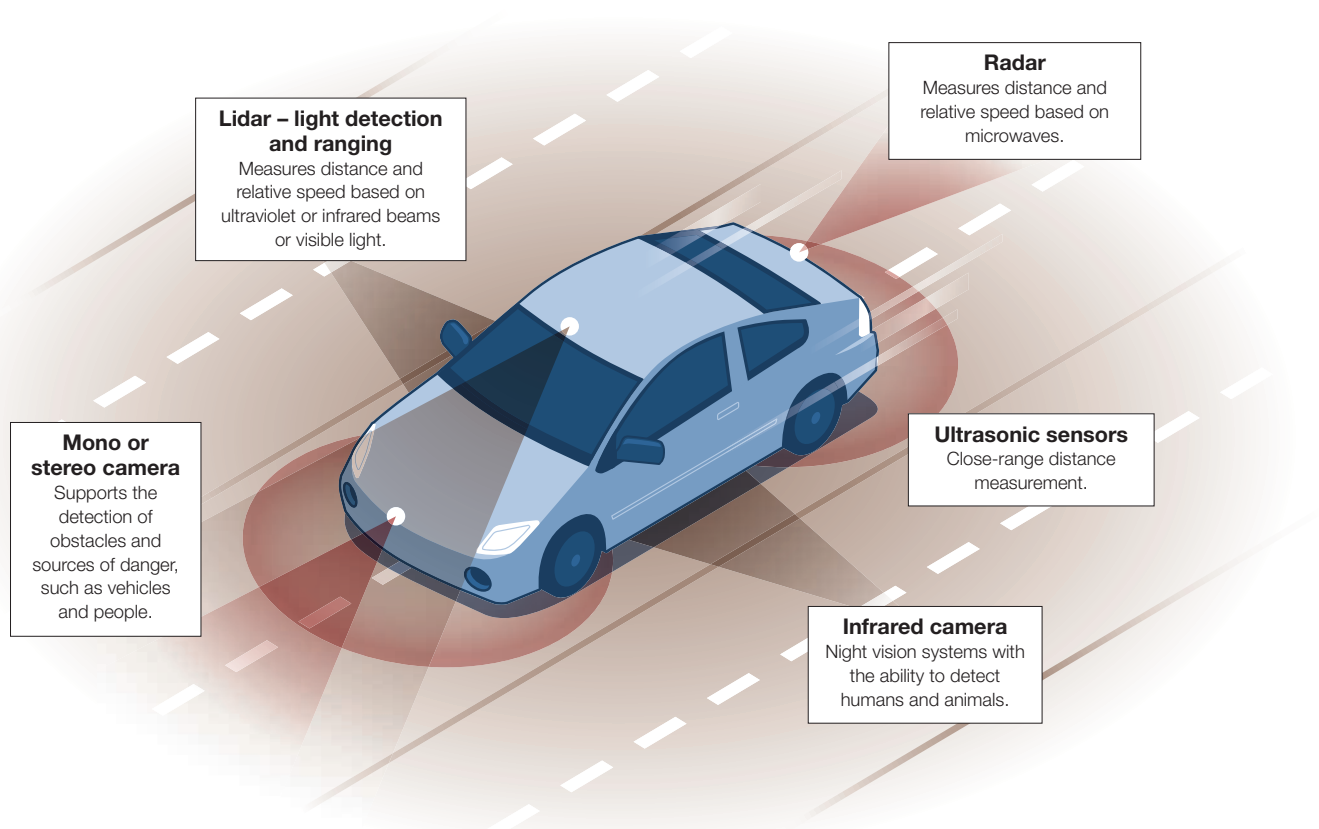 Radar
Measures distance and
relative speed based on
microwaves.
Lidar – light detection
and ranging
Measures distance and
relative speed based on
ultraviolet or infrared beams
or visible light.
Mono or
stereo camera
Supports the
detection of
obstacles and
sources of danger,
such as vehicles
and people.
Ultrasonic sensors
Close-range distance
measurement.
Infrared camera
Night vision systems with
the ability to detect
humans and animals.